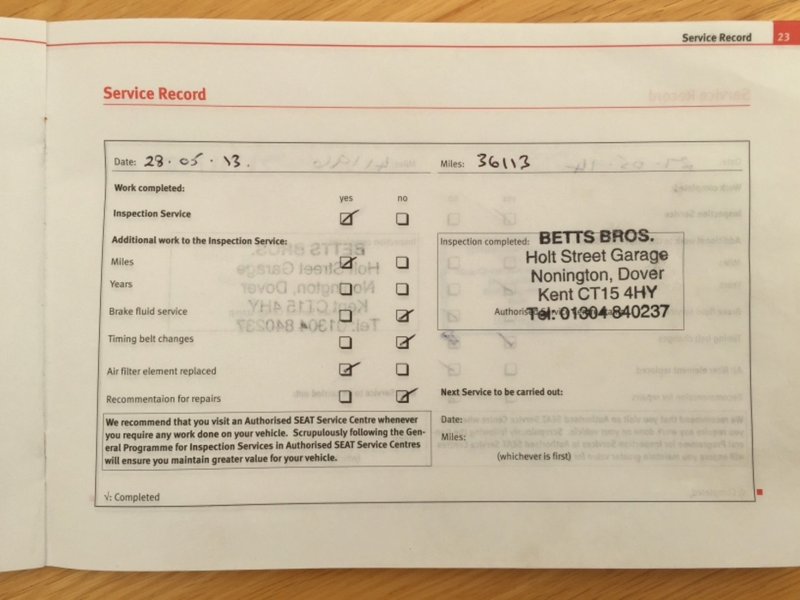 Service Record 23
Service Record
Date: 28·05·13. Miles: 36113
Work completed:
yes no
Inspection Service
Additional work to the Inspection Service:
Miles
Years
Brake fluid service
Timing belt changes
Air filter element replaced
Recommentaion for repairs
Inspection completed:
BETTS BROS.
Holt Street Garage
Nonington, Dover
Kent CT15 4HY
Tel: 01304 840237
Authorised
Next Service to be carried out:
Date:
Miles:
(whichever is first)
We recommend that you visit an Authorised SEAT Service Centre whenever
you require any work done on your vehicle. Scrupulously following the Gen-
eral Programme for Inspection Services in Authorised SEAT Service Centres
will ensure you maintain greater value for your vehicle.
√: Completed